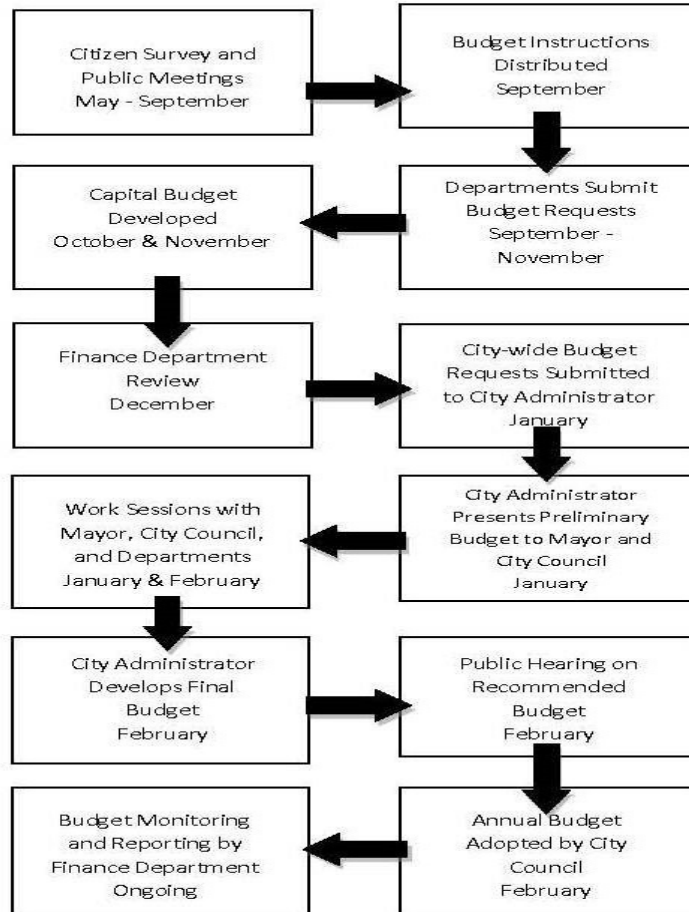 Citizen Survey and
Public Meetings
May - September
Budget Instructions
Distributed
September
Departments Submit
Budget Requests
September -
November
Capital Budget
Developed
October & November
Finance Department
Review
December
City-wide Budget
Requests Submitted
to City Administrator
January
City Administrator
Presents Preliminary
Budget to Mayor and
City Council
January
Work Sessions with
Mayor, City Council,
and Departments
January & February
City Administrator
Develops Final
Budget
February
Public Hearing on
Recommended
Budget
February
Annual Budget
Adopted by City
Council
February
Budget Monitoring
and Reporting by
Finance Department
Ongoing